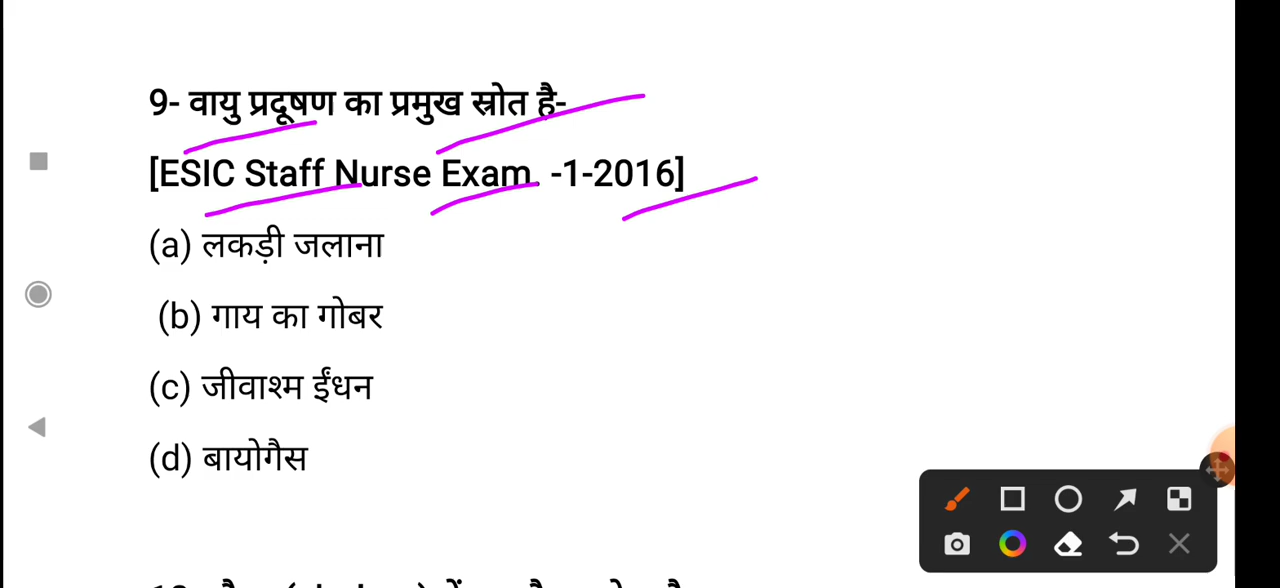 9- वायु प्रदूषण का प्रमुख स्रोत है-
[ESIC Staff Nurse Exam. -1-2016]
(a) लकड़ी जलाना
(b) गाय का गोबर
(c) जीवाश्म ईंधन
(d) बायोगैस